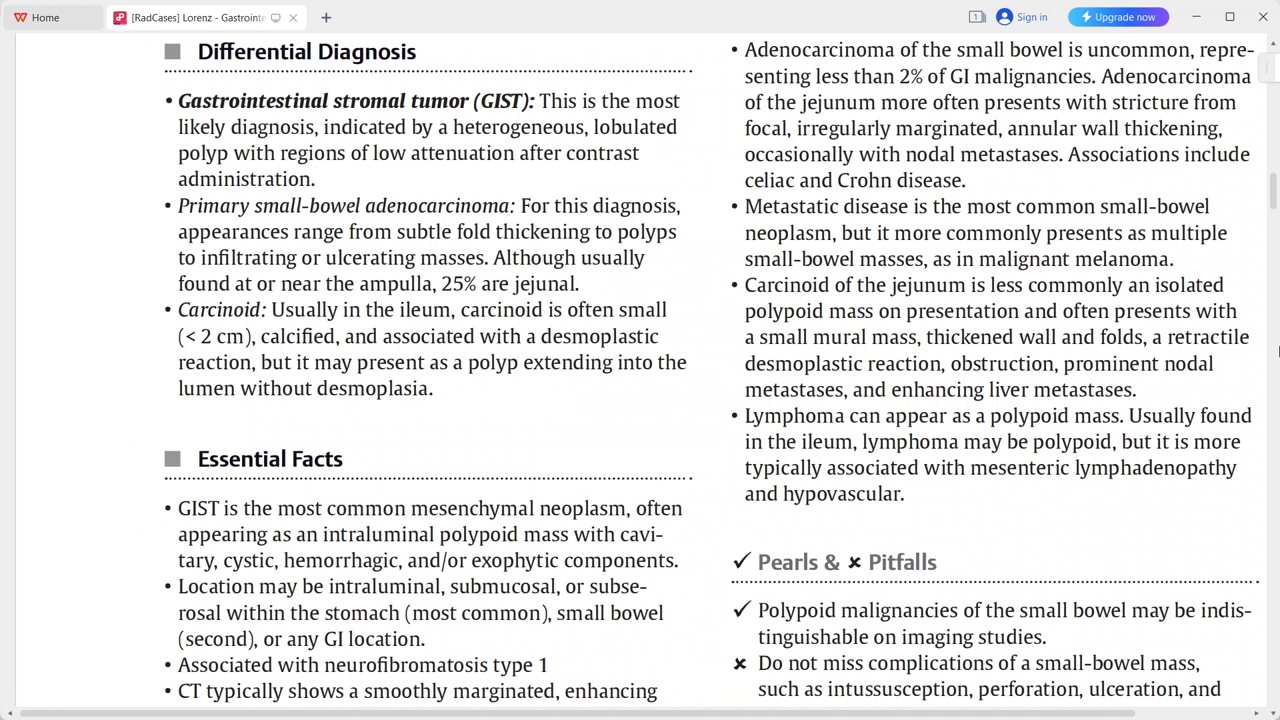 Home
[RadCases] Lorenz - Gastrointe
Sign in
Upgrade now
Differential Diagnosis
• Gastrointestinal stromal tumor (GIST): This is the most
likely diagnosis, indicated by a heterogeneous, lobulated
polyp with regions of low attenuation after contrast
administration.
• Primary small-bowel adenocarcinoma: For this diagnosis,
appearances range from subtle fold thickening to polyps
to infiltrating or ulcerating masses. Although usually
found at or near the ampulla, 25% are jejunal.
• Carcinoid: Usually in the ileum, carcinoid is often small
(< 2 cm), calcified, and associated with a desmoplastic
reaction, but it may present as a polyp extending into the
lumen without desmoplasia.
Essential Facts
• GIST is the most common mesenchymal neoplasm, often
appearing as an intraluminal polypoid mass with cavi-
tary, cystic, hemorrhagic, and/or exophytic components.
• Location may be intraluminal, submucosal, or subse-
rosal within the stomach (most common), small bowel
(second), or any GI location.
• Associated with neurofibromatosis type 1
• CT typically shows a smoothly marginated, enhancing
• Adenocarcinoma of the small bowel is uncommon, repre-
senting less than 2% of GI malignancies. Adenocarcinoma
of the jejunum more often presents with stricture from
focal, irregularly marginated, annular wall thickening,
occasionally with nodal metastases. Associations include
celiac and Crohn disease.
• Metastatic disease is the most common small-bowel
neoplasm, but it more commonly presents as multiple
small-bowel masses, as in malignant melanoma.
• Carcinoid of the jejunum is less commonly an isolated
polypoid mass on presentation and often presents with
a small mural mass, thickened wall and folds, a retractile
desmoplastic reaction, obstruction, prominent nodal
metastases, and enhancing liver metastases.
• Lymphoma can appear as a polypoid mass. Usually found
in the ileum, lymphoma may be polypoid, but it is more
typically associated with mesenteric lymphadenopathy
and hypovascular.
✓ Pearls & ✗ Pitfalls
✓ Polypoid malignancies of the small bowel may be indis-
tinguishable on imaging studies.
✗ Do not miss complications of a small-bowel mass,
such as intussusception, perforation, ulceration, and